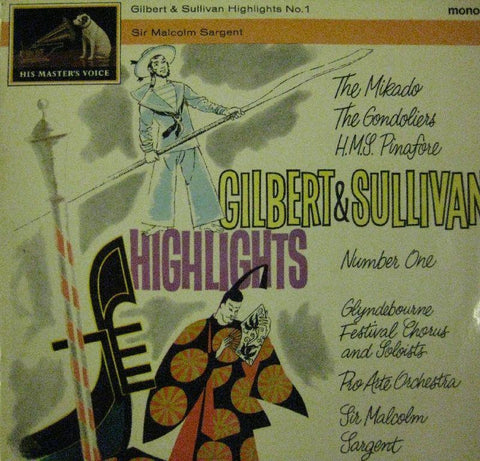 Gilbert & Sullivan Highlights No.1
mono
Sir Malcolm Sargent
HIS MASTER'S VOICE
The Mikado
The Gondoliers
H.M.S. Pinafore
GILBERT & SULLIVAN
HIGHLIGHTS
Number One
Glyndebourne
Festival Chorus
and Soloists
Pro Arte Orchestra
Sir Malcolm
Sargent